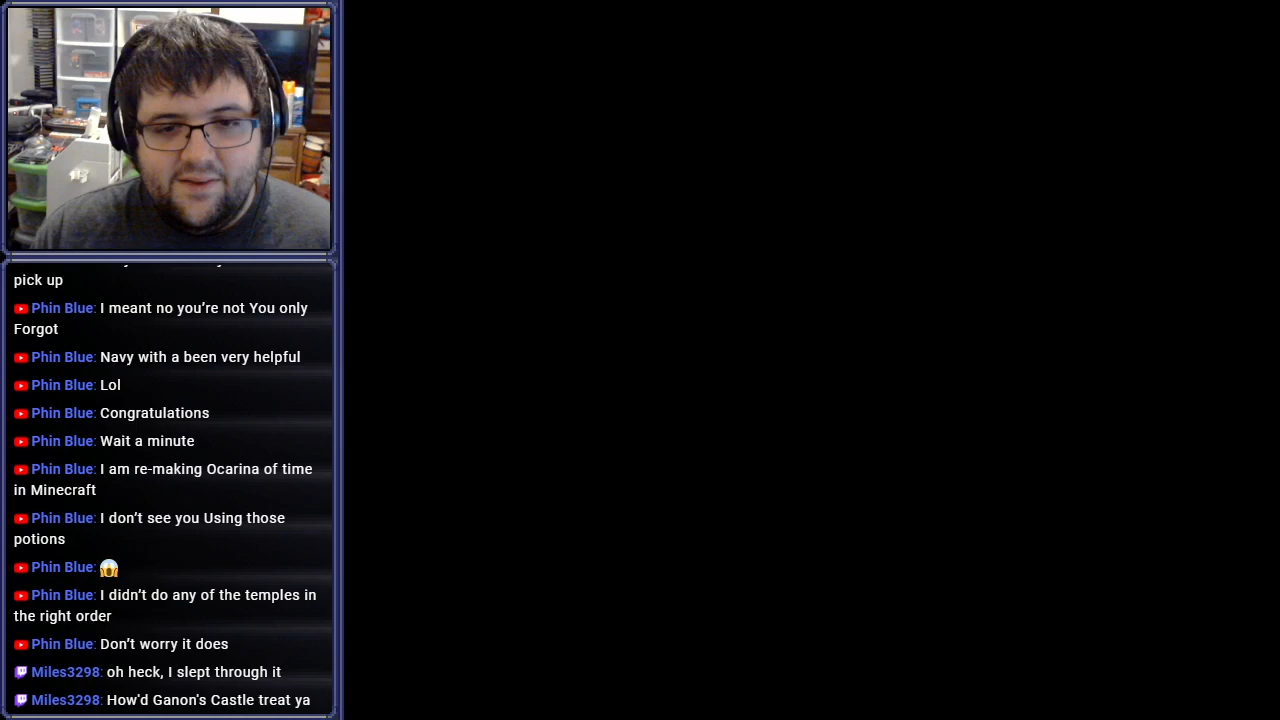 pick up
Phin Blue: I meant no you’re not You only
Forgot
Phin Blue: Navy with a been very helpful
Phin Blue: Lol
Phin Blue: Congratulations
Phin Blue: Wait a minute
Phin Blue: I am re-making Ocarina of time
in Minecraft
Phin Blue: I don’t see you Using those
potions
Phin Blue: 😱
Phin Blue: I didn’t do any of the temples in
the right order
Phin Blue: Don’t worry it does
Miles3298: oh heck, I slept through it
Miles3298: How'd Ganon's Castle treat ya